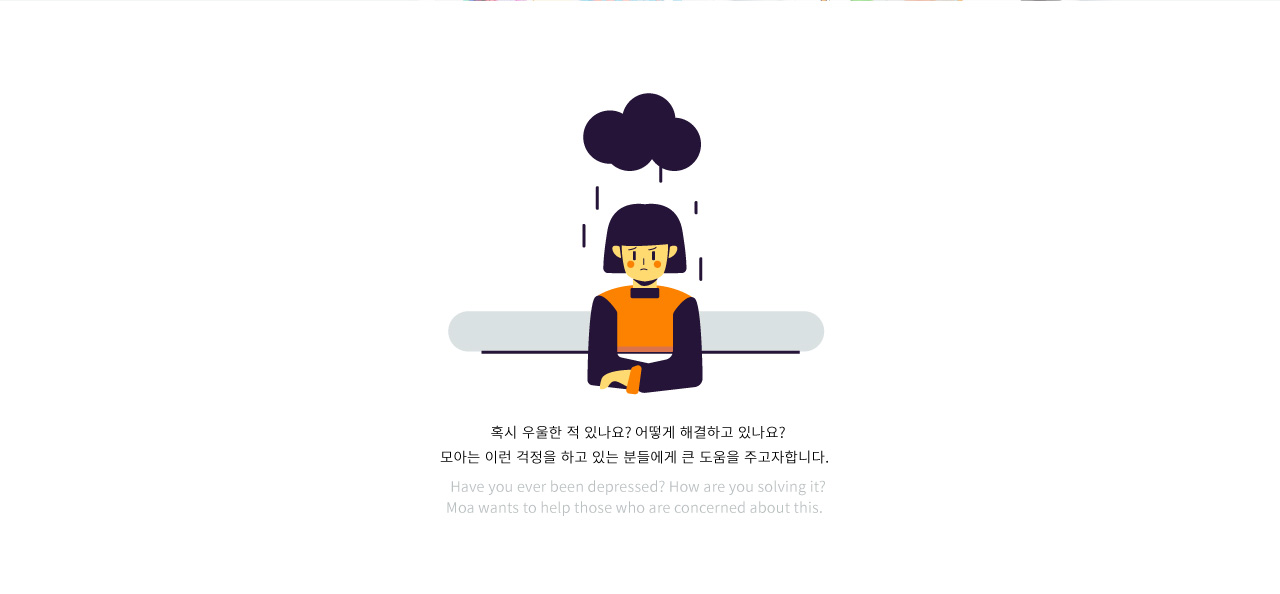 혹시 우울한 적 있나요? 어떻게 해결하고 있나요?
모아는 이런 걱정을 하고 있는 분들에게 큰 도움을 주고자합니다.
Have you ever been depressed? How are you solving it?
Moa wants to help those who are concerned about this.